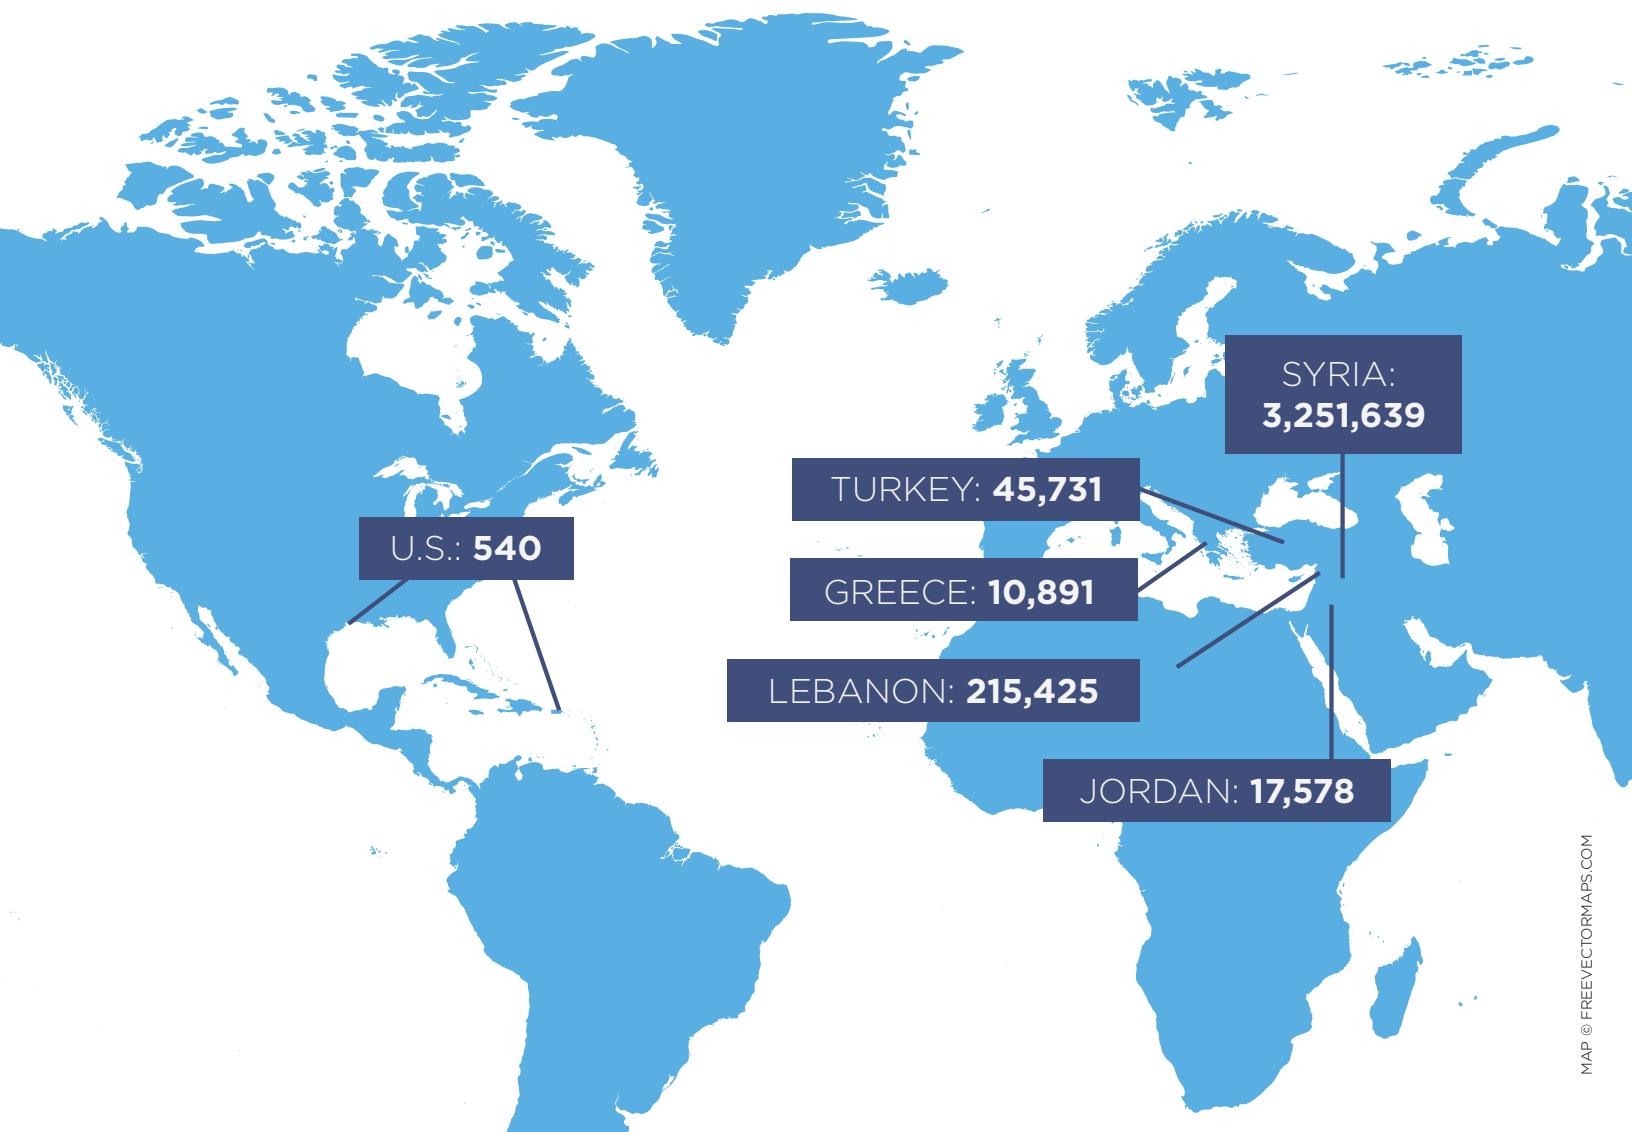 SYRIA:
3,251,639
TURKEY: 45,731
U.S.: 540
GREECE: 10,891
LEBANON: 215,425
JORDAN: 17,578
MAP © FREEVECTORMAPS.COM